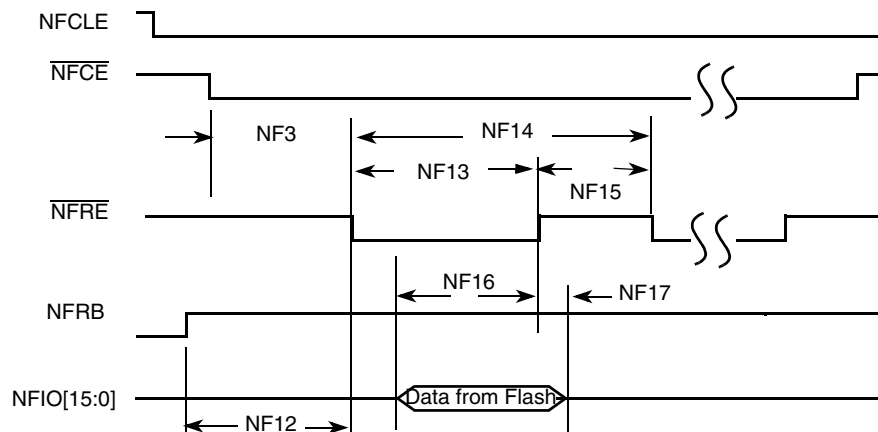 NFCLE
NFCE
NF3
NF14
NF13
NF15
NFRE
NF16
NF17
NFRB
NFIO[15:0]
Data from Flash
NF12